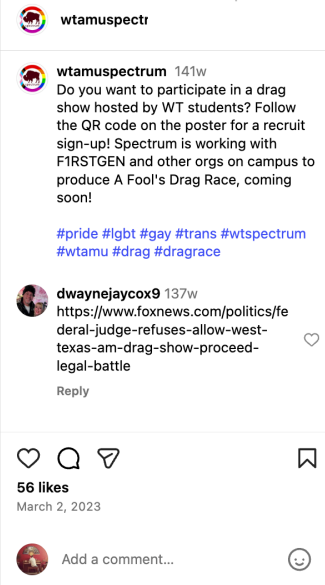 wtamuspectr
wtamuspectrum 141w
Do you want to participate in a drag
show hosted by WT students? Follow
the QR code on the poster for a recruit
sign-up! Spectrum is working with
F1RSTGEN and other orgs on campus to
produce A Fool's Drag Race, coming
soon!
#pride #lgbt #gay #trans #wtspectrum
#wtamu #drag #dragrace
dwaynejaycox9 137w
https://www.foxnews.com/politics/fe
deral-judge-refuses-allow-west-
texas-am-drag-show-proceed-
legal-battle
Reply
56 likes
March 2, 2023
Add a comment...